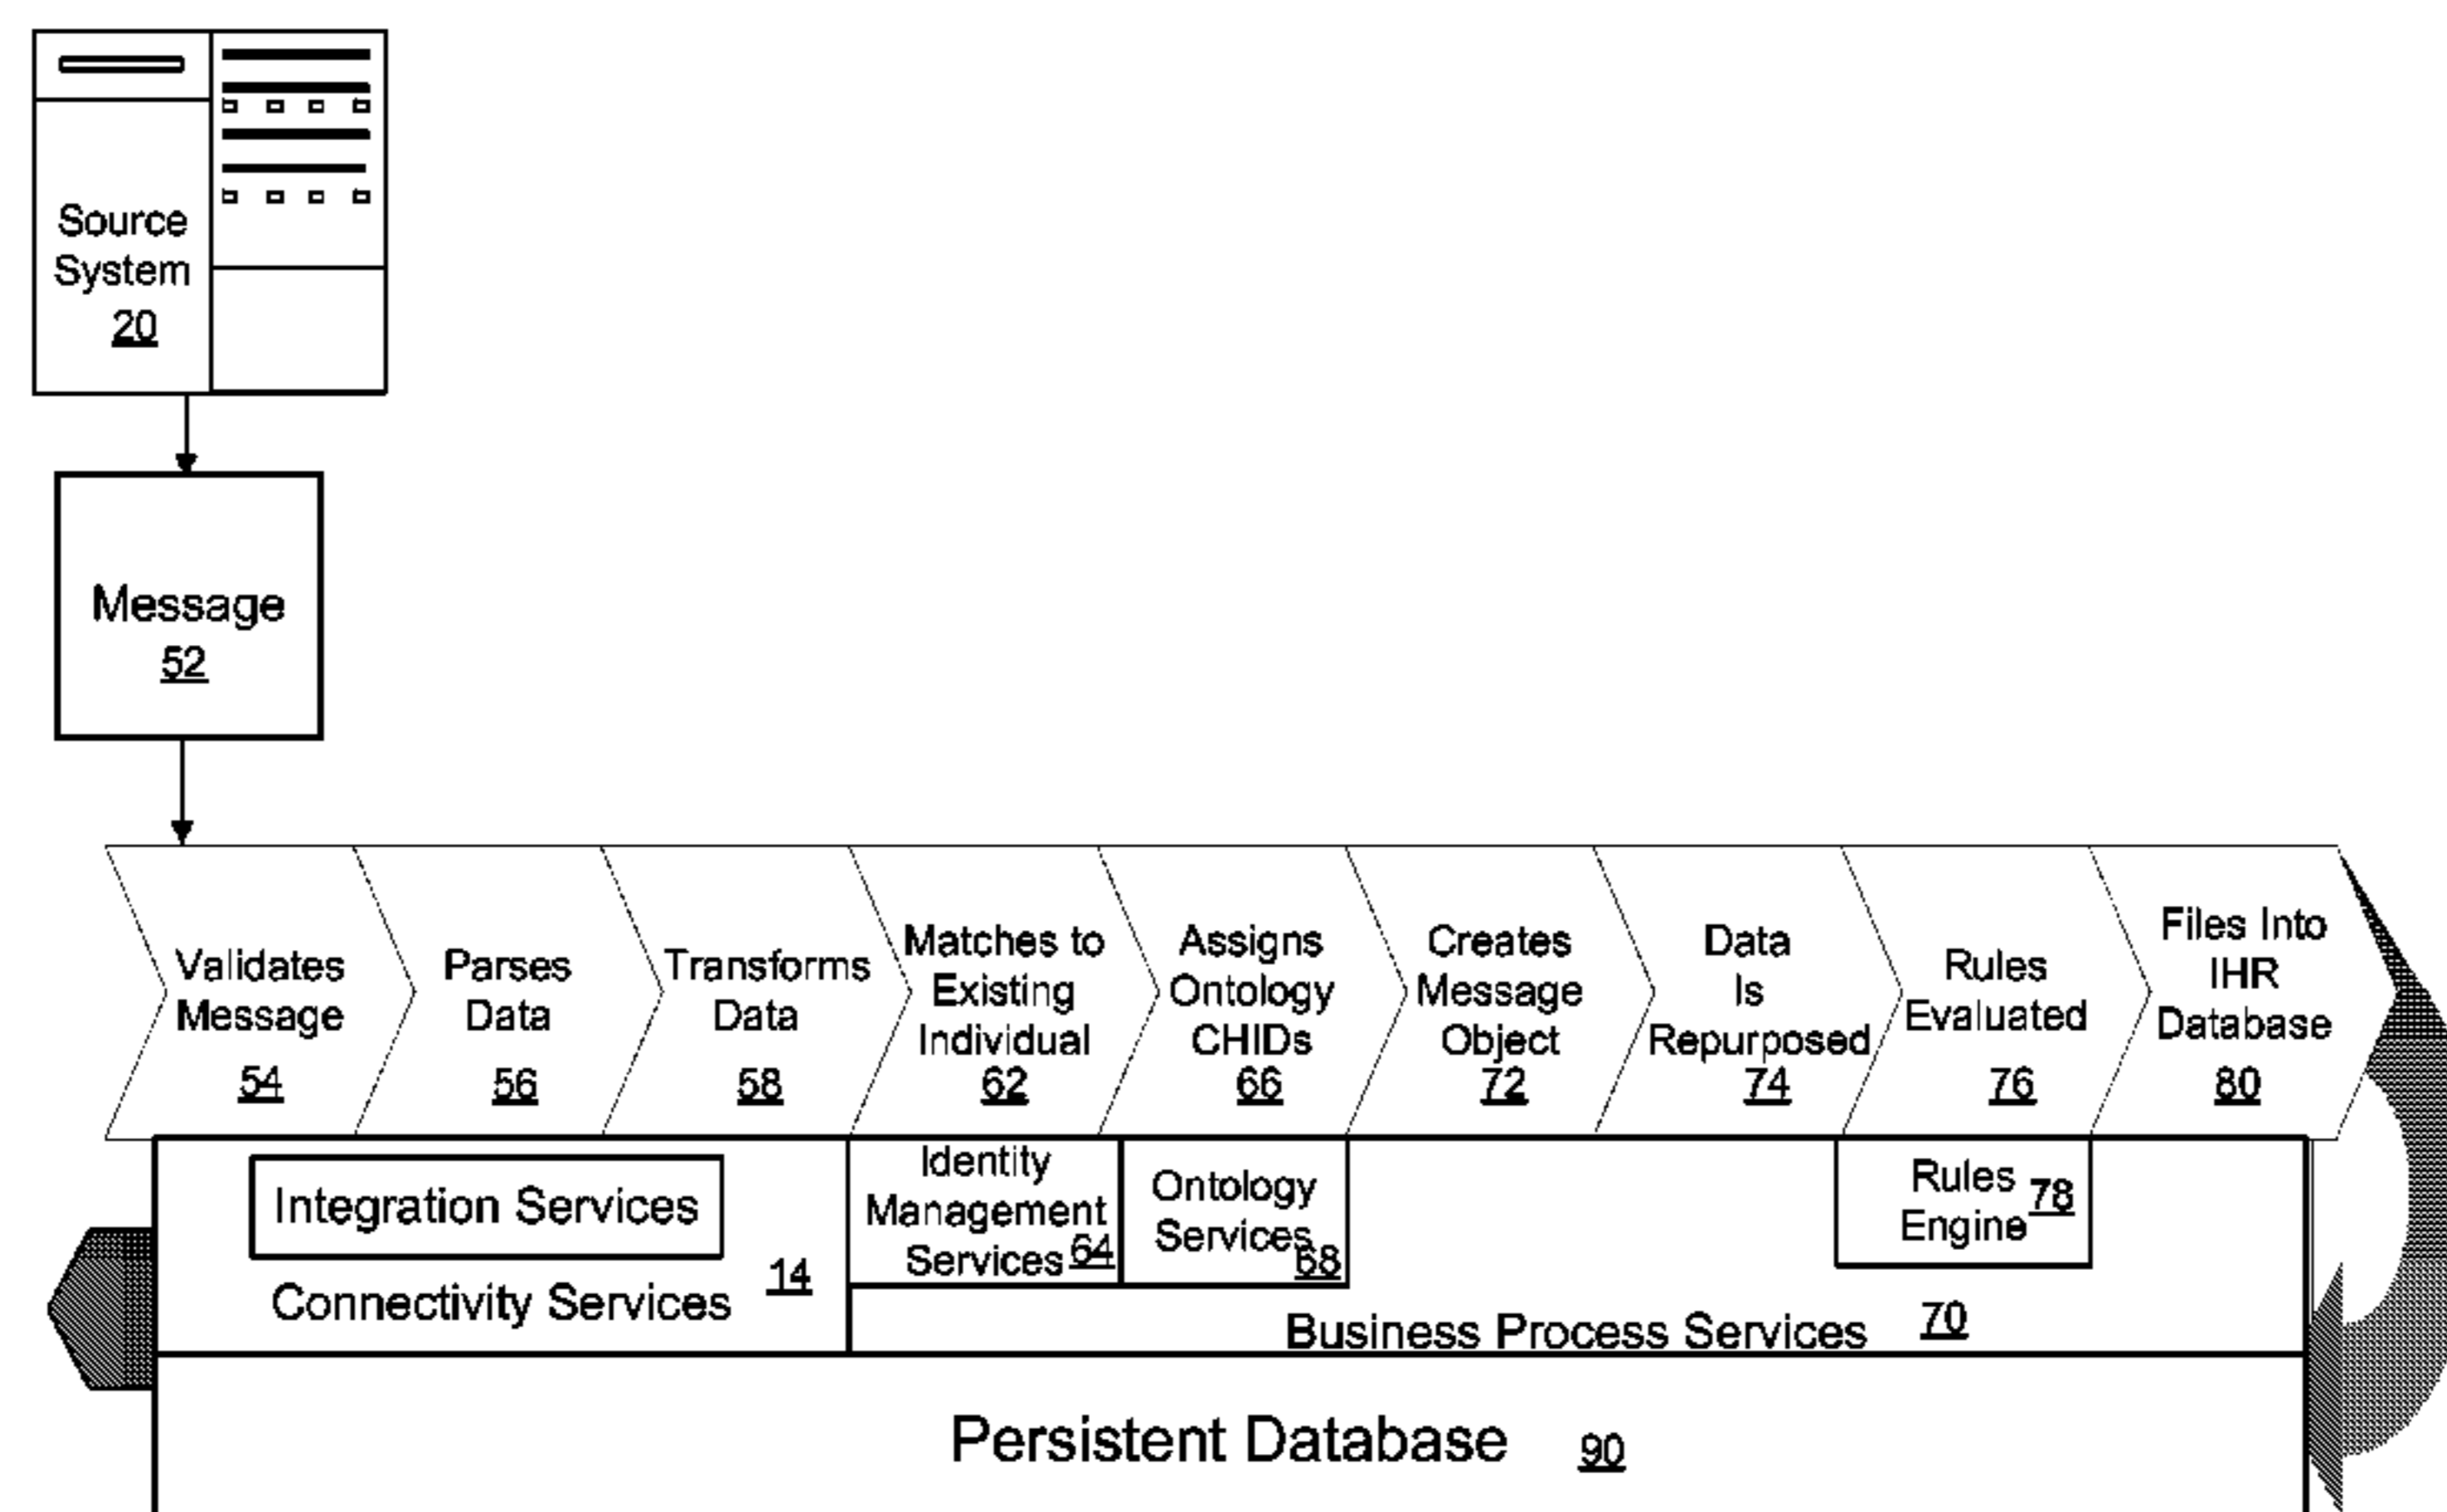 Source
System
20
Message
52
Validates
Message
54
Parses
Data
56
Transforms
Data
58
Matches to
Existing
Individual
62
Assigns
Ontology
CHIDs
66
Creates
Message
Object
72
Data
Is
Repurposed
74
Rules
Evaluated
76
Files Into
IHR
Database
80
Integration Services
Connectivity Services 14
Identity
Management
Services 64
Ontology
Services
68
Rules
Engine 78
Business Process Services 70
Persistent Database 90